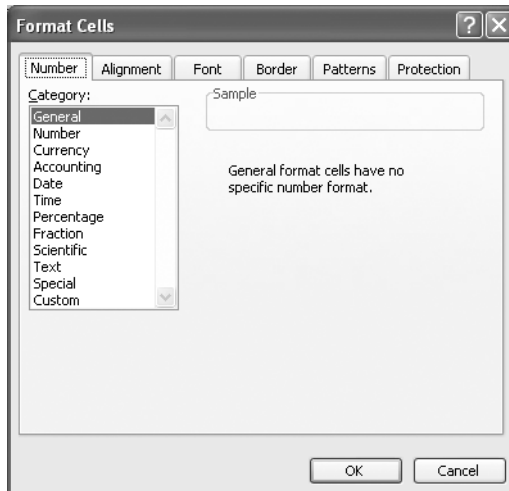 Format Cells
Number Alignment Font Border Patterns Protection
Category:
Sample
General
Number
Currency
Accounting
Date
Time
Percentage
Fraction
Scientific
Text
Special
Custom
General format cells have no
specific number format.
OK Cancel